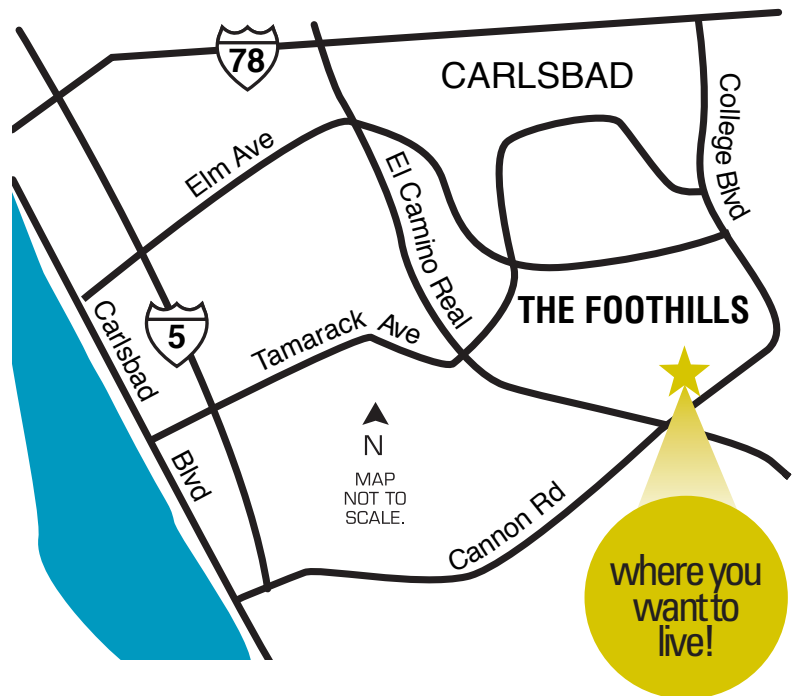 78
CARLSBAD
College Blvd
Elm Ave
El Camino Real
Carlsbad
Blvd
5
Tamarack Ave
THE FOOTHILLS
N
MAP
NOT TO
SCALE.
Cannon Rd
where you
want to
live!